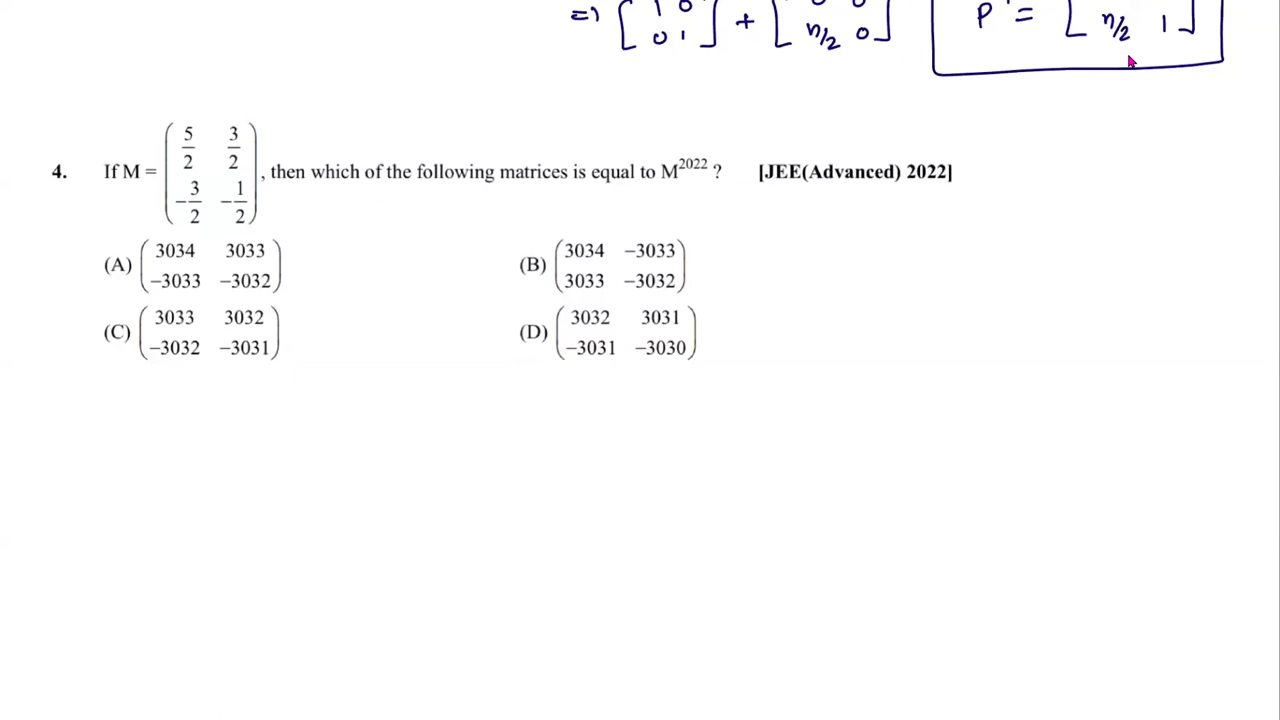 =) [ 1 0 + [ 0 0 P = [
0 1 ] n/2 0 ] n/2 1 ]
4. If M = ( 5/2 3/2 , then which of the following matrices is equal to M^2022 ? [JEE(Advanced) 2022]
-3/2 -1/2 )
(A) ( 3034 3033 (B) ( 3034 -3033
-3033 -3032 ) 3033 -3032 )
(C) ( 3033 3032 (D) ( 3032 3031
-3032 -3031 ) -3031 -3030 )